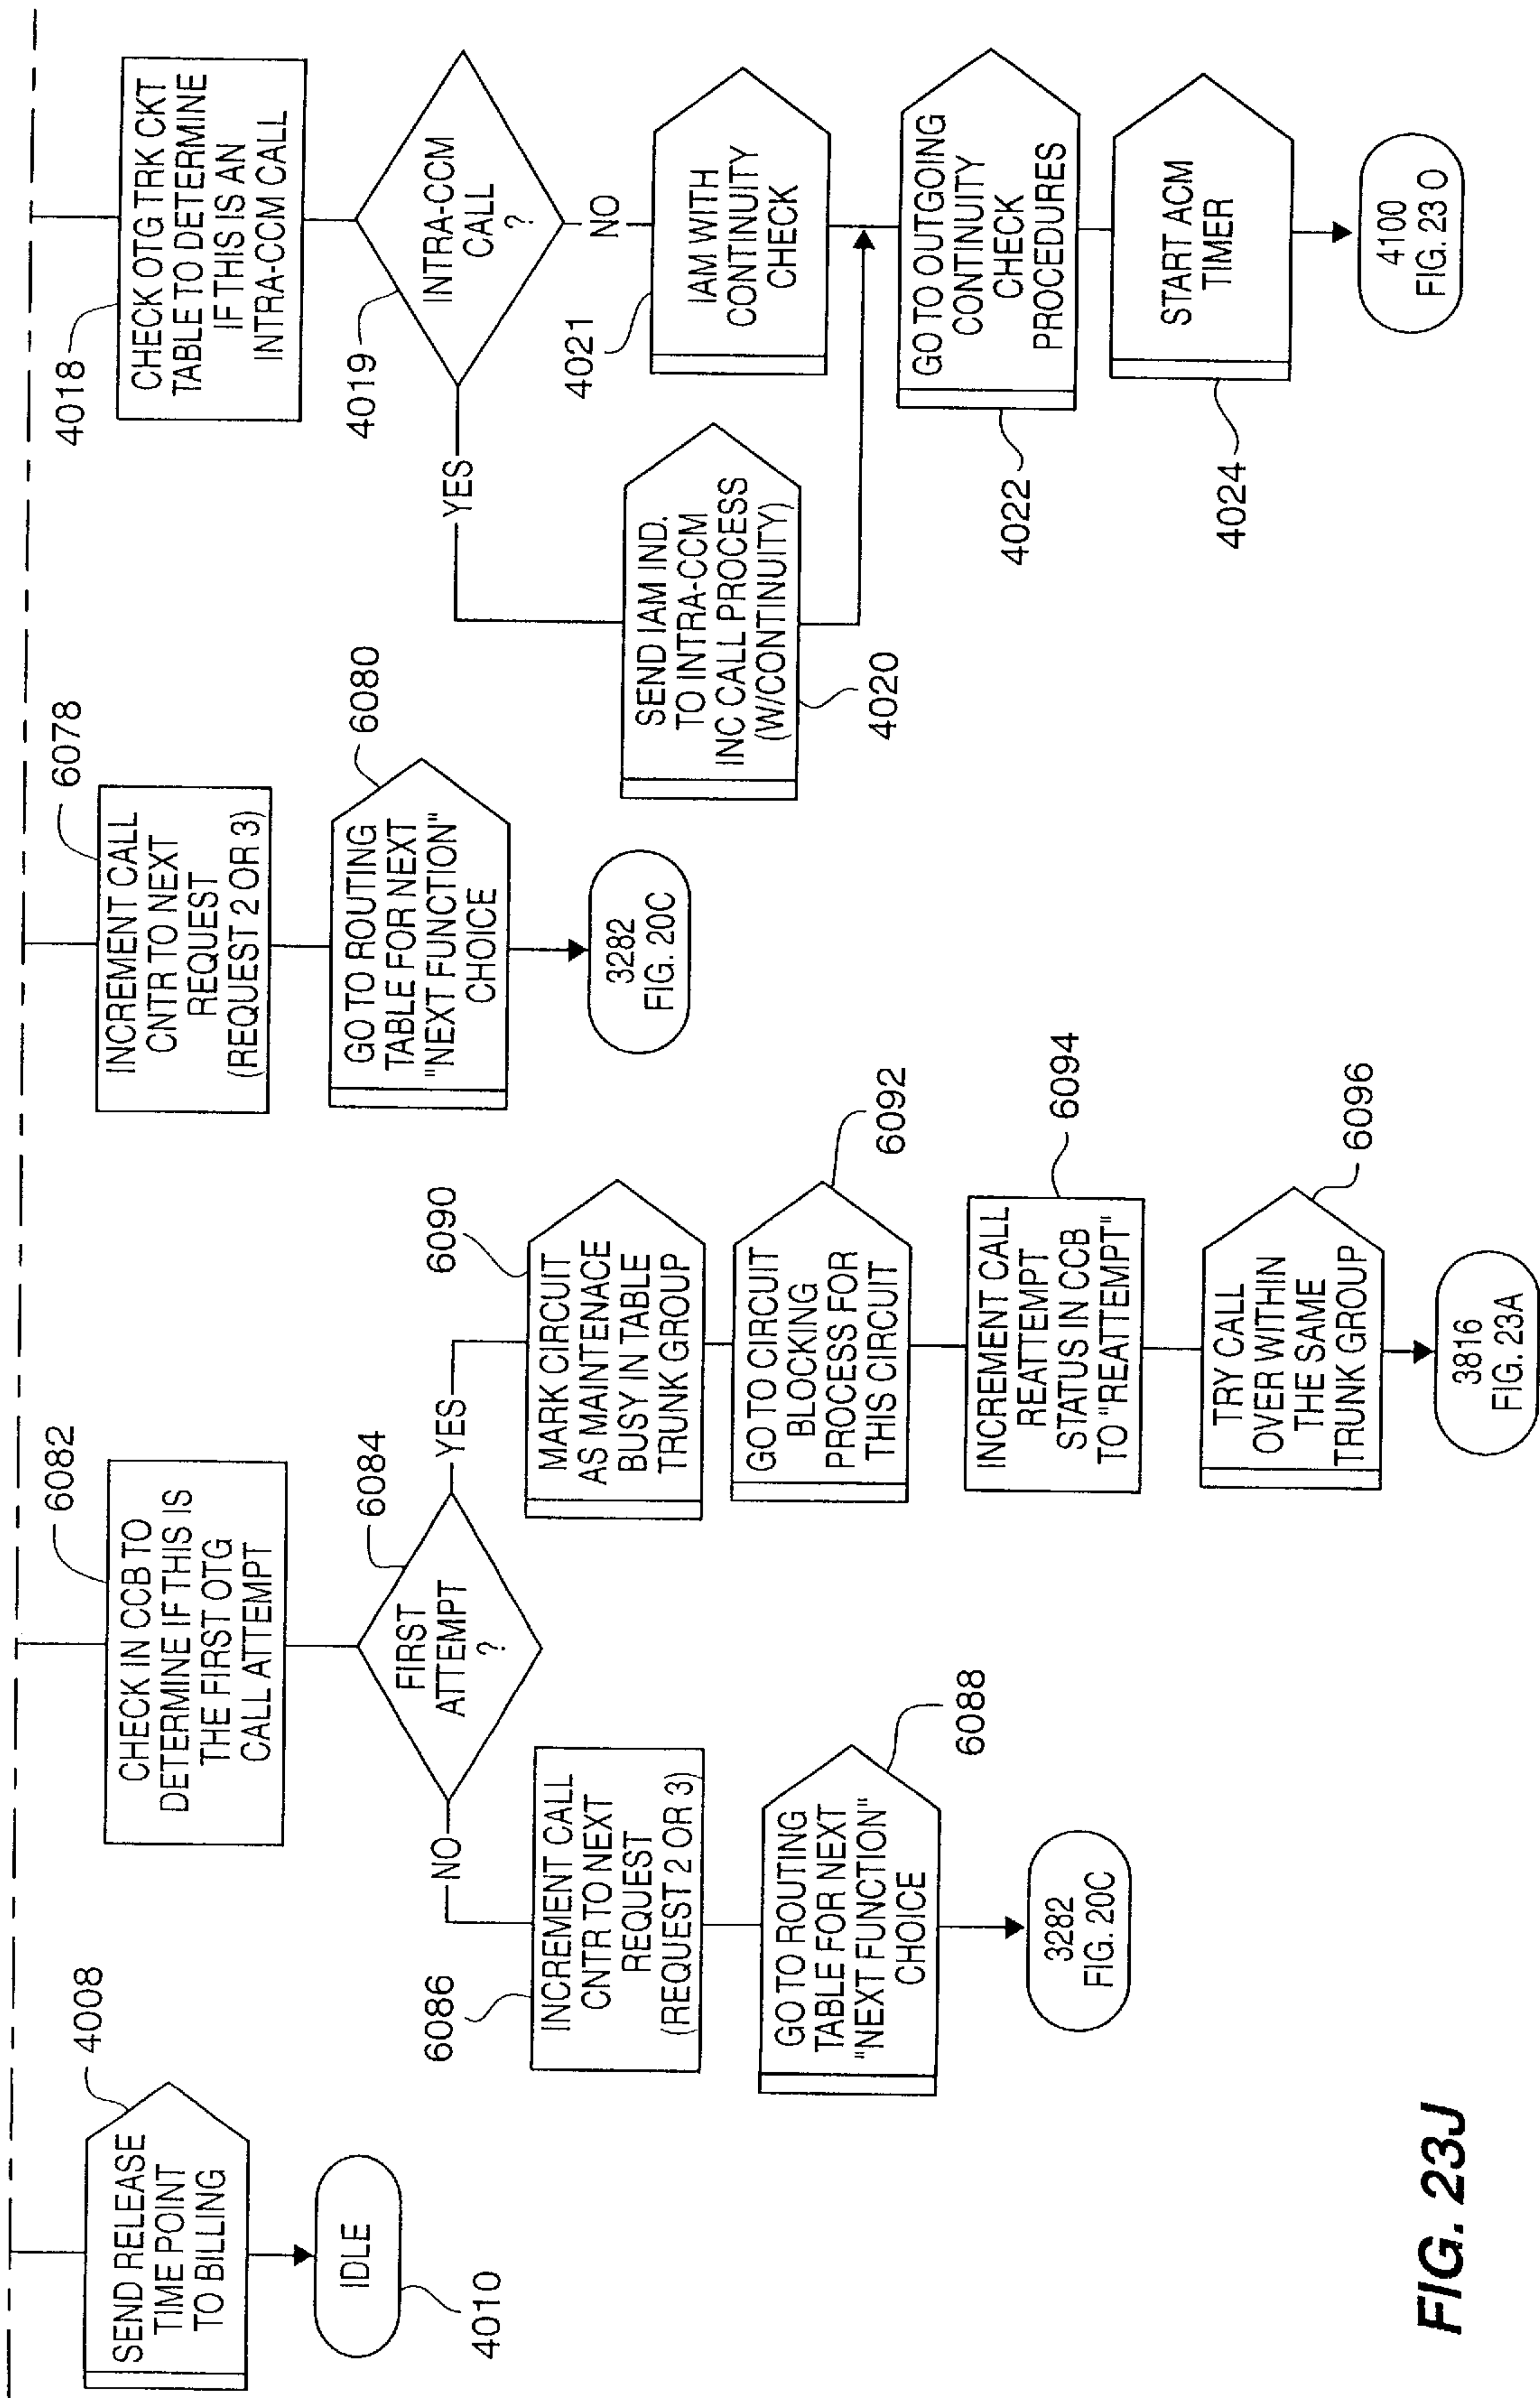 SEND RELEASE
TIME POINT
TO BILLING
4008
IDLE
4010
CHECK IN CCB TO
DETERMINE IF THIS IS
THE FIRST OTG
CALL ATTEMPT
6082
FIRST
ATTEMPT
?
6084
NO
YES
INCREMENT CALL
CNTR TO NEXT
REQUEST
(REQUEST 2 OR 3)
6086
GO TO ROUTING
TABLE FOR NEXT
"NEXT FUNCTION"
CHOICE
6088
3282
FIG. 20C
MARK CIRCUIT
AS MAINTENACE
BUSY IN TABLE
TRUNK GROUP
6090
GO TO CIRCUIT
BLOCKING
PROCESS FOR
THIS CIRCUIT
6092
INCREMENT CALL
REATTEMPT
STATUS IN CCB
TO "REATTEMPT"
6094
TRY CALL
OVER WITHIN
THE SAME
TRUNK GROUP
6096
3816
FIG. 23A
INCREMENT CALL
CNTR TO NEXT
REQUEST
(REQUEST 2 OR 3)
6078
GO TO ROUTING
TABLE FOR NEXT
"NEXT FUNCTION"
CHOICE
6080
3282
FIG. 20C
4018
CHECK OTG TRK CKT
TABLE TO DETERMINE
IF THIS IS AN
INTRA-CCM CALL
4019
INTRA-CCM
CALL
?
YES
NO
SEND IAM IND.
TO INTRA-CCM
INC CALL PROCESS
(W/CONTINUITY)
4020
4021
IAM WITH
CONTINUITY
CHECK
GO TO OUTGOING
CONTINUITY
CHECK
PROCEDURES
4022
START ACM
TIMER
4024
4100
FIG. 23 O
FIG. 23J